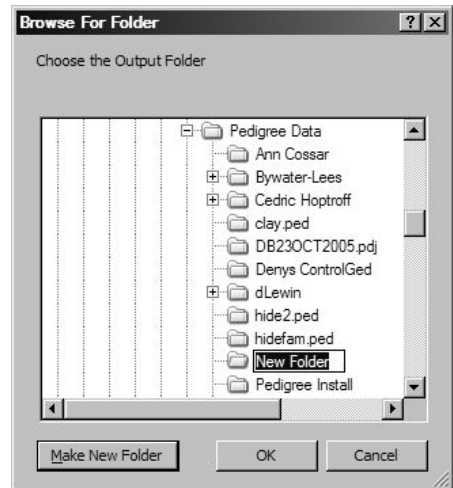 Browse For Folder
Choose the Output Folder
Pedigree Data
Ann Cossar
Bywater-Lees
Cedric Hoptroff
clay.ped
DB23OCT2005.pdj
Denys ControlGed
dLewin
hide2.ped
hidefam.ped
New Folder
Pedigree Install
Make New Folder OK Cancel